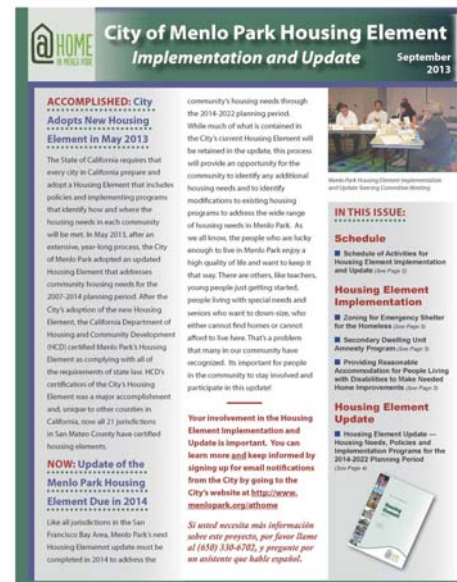 @HOME
IN MENLO PARK
City of Menlo Park Housing Element
Implementation and Update
September
2013
ACCOMPLISHED: City
Adopts New Housing
Element in May 2013
The State of California requires that
every city in California prepare and
adopt a Housing Element that includes
policies and implementing programs
that identify how and where the
housing needs in each community
will be met. In May 2013, after an
extensive, year-long process, the City
of Menlo Park adopted an updated
Housing Element that addresses
community housing needs for the
2007-2014 planning period. After the
City's adoption of the new Housing
Element, the California Department of
Housing and Community Development
(HCD) certified Menlo Park's Housing
Element as complying with all of
the requirements of state law. HCD's
certification of the City's Housing
Element was a major accomplishment
and, unique to other counties in
California, now all 21 jurisdictions
in San Mateo County have certified
housing elements.
NOW: Update of the
Menlo Park Housing
Element Due in 2014
Like all jurisdictions in the San
Francisco Bay Area, Menlo Park's next
Housing Element update must be
completed in 2014 to address the
community's housing needs through
the 2014-2022 planning period.
While much of what is contained in
the City's current Housing Element will
be retained in the update, this process
will provide an opportunity for the
community to identify any additional
housing needs and to identify
modifications to existing housing
programs to address the wide range
of housing needs in Menlo Park. As
we all know, the people who are lucky
enough to live in Menlo Park enjoy a
high quality of life and want to keep it
that way. There are others, like teachers,
young people just getting started,
people living with special needs and
seniors who want to down-size, who
either cannot find homes or cannot
afford to live here. That's a problem
that many in our community have
recognized. Its important for people
in the community to stay involved and
participate in this update!
Your involvement in the Housing
Element Implementation and
Update is important. You can
learn more and keep informed by
signing up for email notifications
from the City by going to the
City's website at http://www.
menlopark.org/athome
Si usted necesita más información
sobre este proyecto, por favor llame
al (650) 330-6702, y pregunte por
un asistente que hable español.
Menlo Park Housing Element Implementation
and Update Steering Committee Meeting
IN THIS ISSUE:
Schedule
Schedule of Activities for
Housing Element Implementation
and Update (See Page 2)
Housing Element
Implementation
Zoning for Emergency Shelter
for the Homeless (See Page 3)
Secondary Dwelling Unit
Amnesty Program (See Page 3)
Providing Reasonable
Accommodation for People Living
with Disabilities to Make Needed
Home Improvements (See Page 3)
Housing Element
Update
Housing Element Update —
Housing Needs, Policies and
Implementation Programs for the
2014-2022 Planning Period
(See Page 4)
Housing
Element